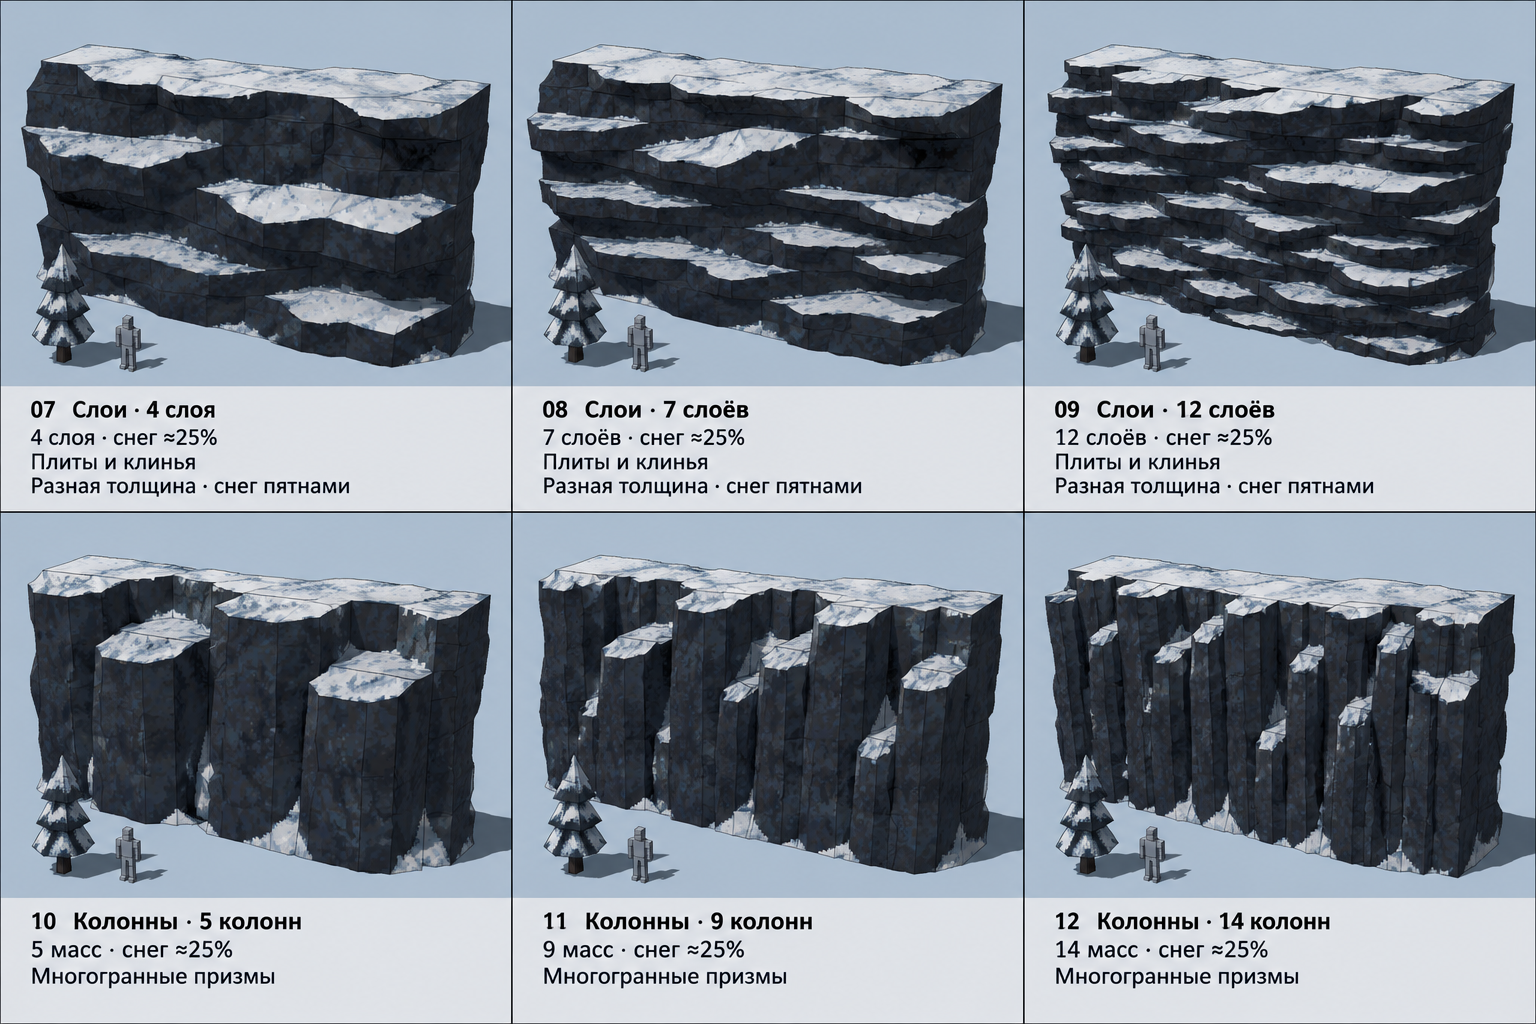 07 Слои · 4 слоя
4 слоя · снег ≈25%
Плиты и клинья
Разная толщина · снег пятнами
08 Слои · 7 слоёв
7 слоёв · снег ≈25%
Плиты и клинья
Разная толщина · снег пятнами
09 Слои · 12 слоёв
12 слоёв · снег ≈25%
Плиты и клинья
Разная толщина · снег пятнами
10 Колонны · 5 колонн
5 масс · снег ≈25%
Многогранные призмы
11 Колонны · 9 колонн
9 масс · снег ≈25%
Многогранные призмы
12 Колонны · 14 колонн
14 масс · снег ≈25%
Многогранные призмы